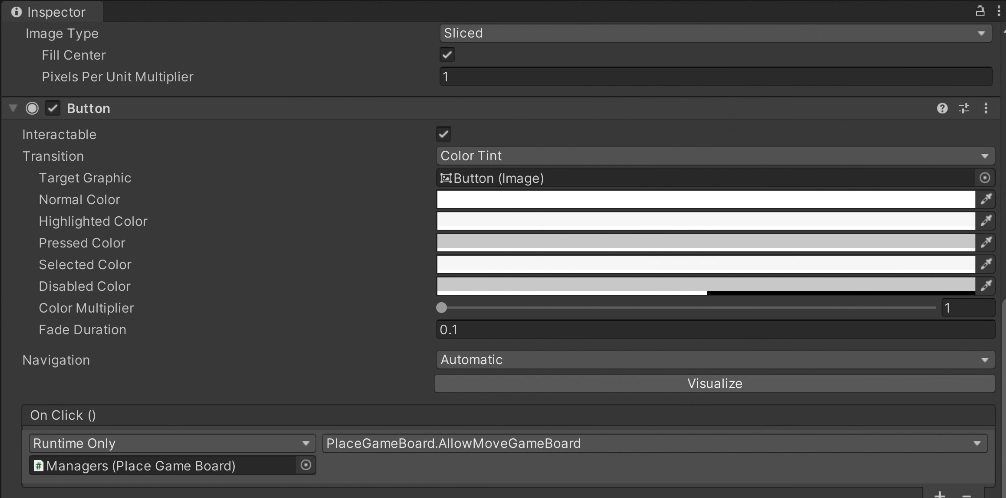 Inspector
Image Type Sliced
Fill Center
Pixels Per Unit Multiplier 1
Button
Interactable
Transition Color Tint
Target Graphic Button (Image)
Normal Color
Highlighted Color
Pressed Color
Selected Color
Disabled Color
Color Multiplier 1
Fade Duration 0.1
Navigation Automatic
Visualize
On Click ()
Runtime Only PlaceGameBoard.AllowMoveGameBoard
Managers (Place Game Board)